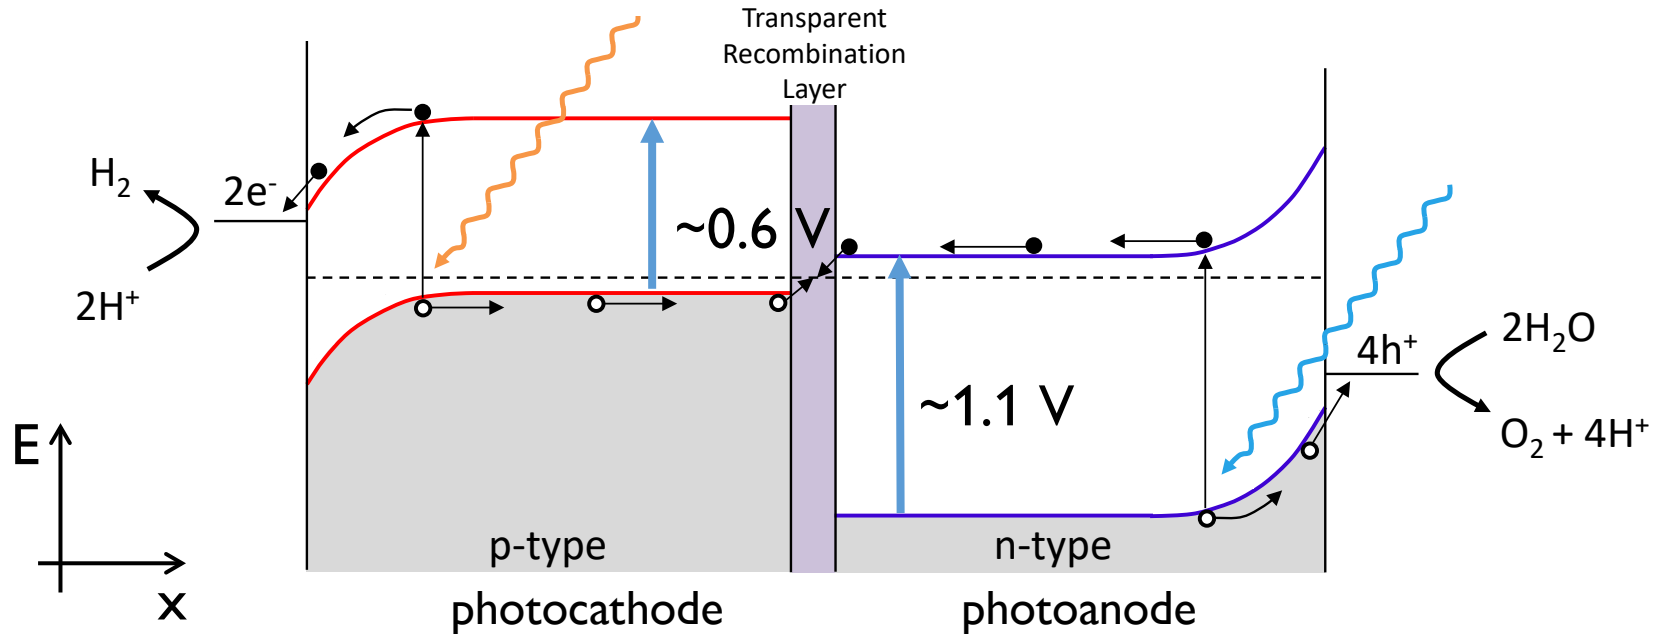 Transparent
Recombination
Layer
H₂
2e⁻
2H⁺
~0.6 V
~1.1 V
4h⁺
2H₂O
O₂ + 4H⁺
E
x
p-type
n-type
photocathode
photoanode